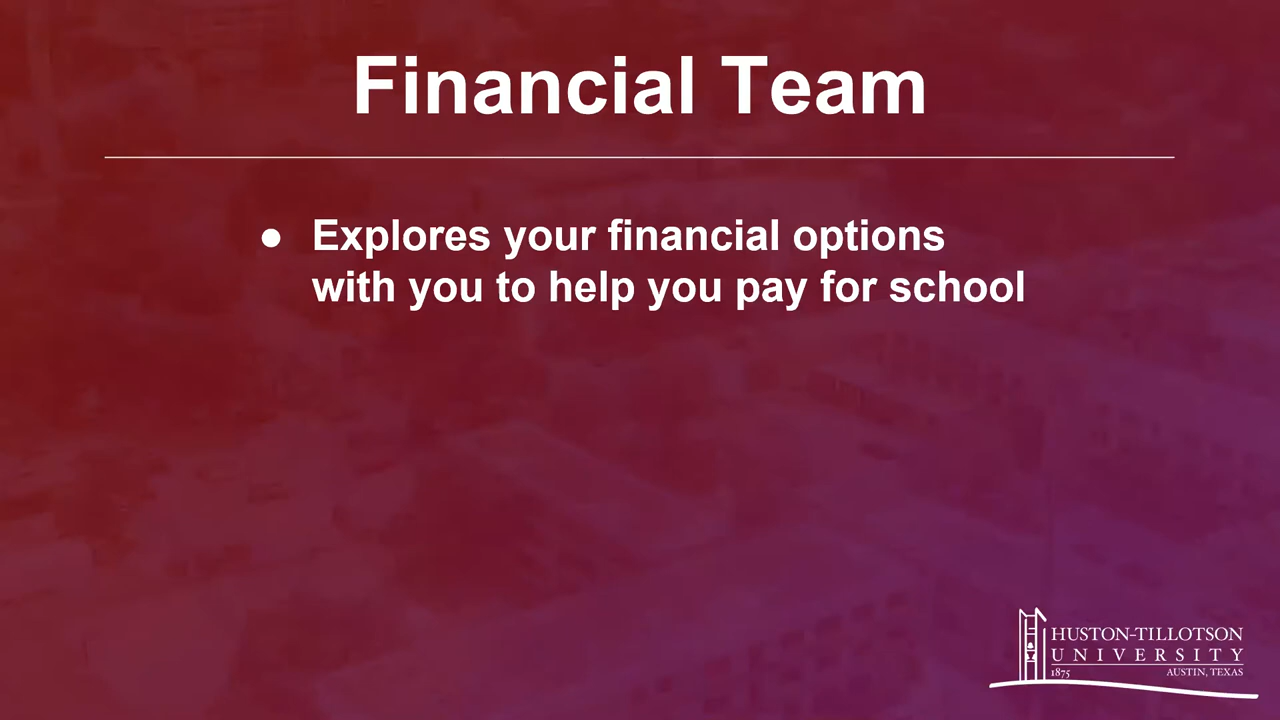 Financial Team
● Explores your financial options
with you to help you pay for school
HUSTON-TILLOTSON
UNIVERSITY
1875 AUSTIN, TEXAS